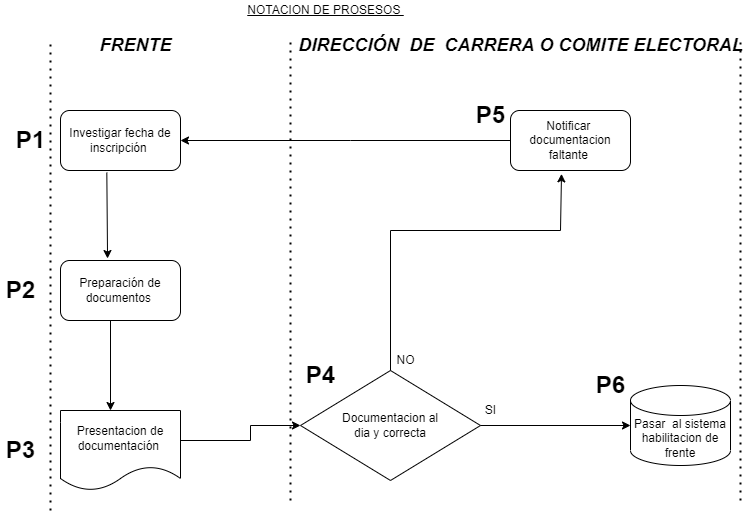 NOTACION DE PROSESOS
FRENTE
DIRECCIÓN DE CARRERA O COMITE ELECTORAL
P1
Investigar fecha de
inscripción
P5
Notificar
documentacion
faltante
P2
Preparación de
documentos
P3
Presentacion de
documentación
P4
NO
Documentacion al
dia y correcta
SI
P6
Pasar al sistema
habilitacion de
frente